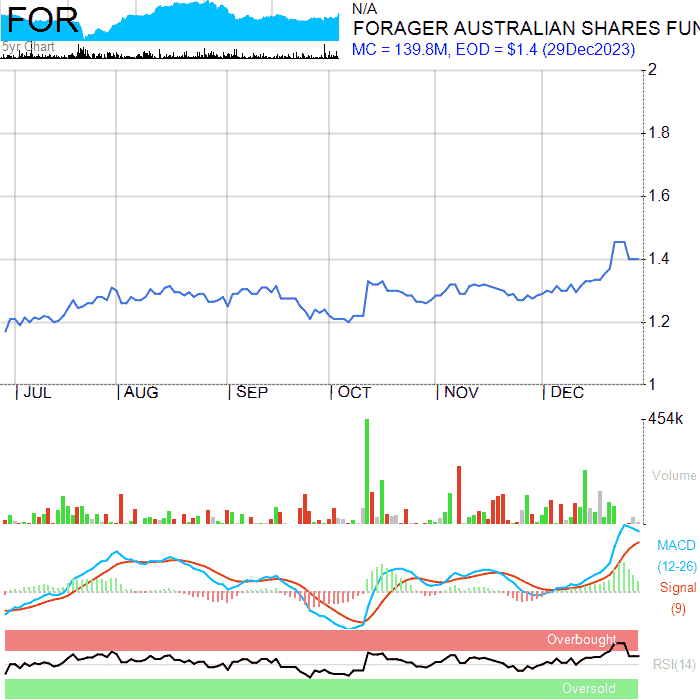 FOR
5yr Chart
N/A
FORAGER AUSTRALIAN SHARES FUN
MC = 139.8M, EOD = $1.4 (29Dec2023)
2
1.8
1.6
1.4
1.2
1
JUL
AUG
SEP
OCT
NOV
DEC
454k
Volume
MACD
(12-26)
Signal
(9)
Overbought
RSI(14)
Oversold